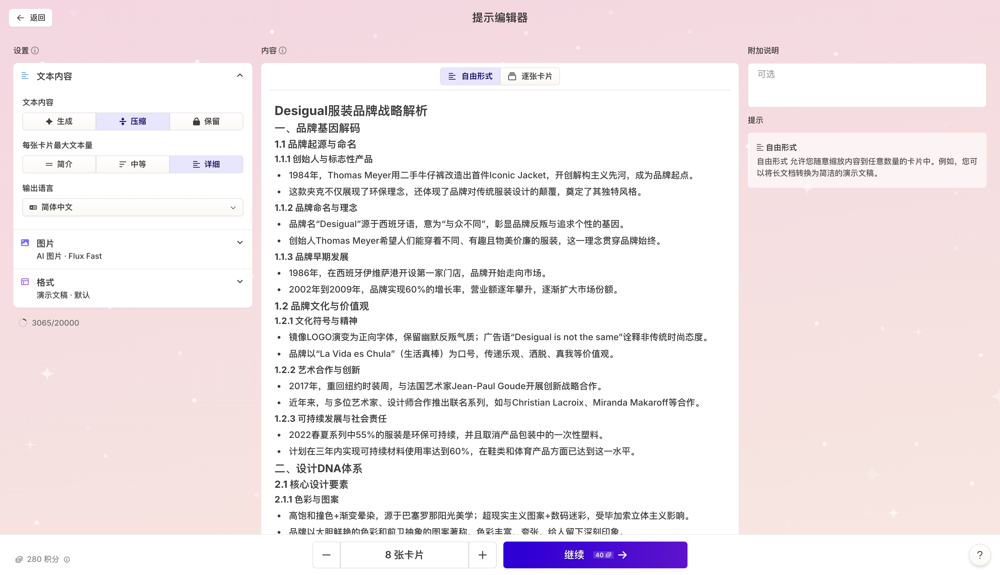 返回
提示编辑器
设置
文本内容
文本内容
生成
压缩
保留
每张卡片最大文本量
简介
中等
详细
输出语言
简体中文
图片
AI 图片 · Flux Fast
格式
演示文稿 · 默认
3065/20000
内容
自由形式
逐张卡片
Desigual服装品牌战略解析
一、品牌基因解码
1.1 品牌起源与命名
1.1.1 创始人与标志性产品
• 1984年，Thomas Meyer用二手牛仔裤改造出首件Iconic Jacket，开创解构主义先河，成为品牌起点。
• 这款夹克不仅展现了环保理念，还体现了品牌对传统服装设计的颠覆，奠定了其独特风格。
1.1.2 品牌命名与理念
• 品牌名“Desigual”源于西班牙语，意为“与众不同”，彰显品牌反叛与追求个性的基因。
• 创始人Thomas Meyer希望人们能穿着不同、有趣且物美价廉的服装，这一理念贯穿品牌始终。
1.1.3 品牌早期发展
• 1986年，在西班牙伊维萨港开设第一家门店，品牌开始走向市场。
• 2002年到2009年，品牌实现60%的增长率，营业额逐年攀升，逐渐扩大市场份额。
1.2 品牌文化与价值观
1.2.1 文化符号与精神
• 镜像LOGO演变为正向字体，保留幽默反叛气质；广告语“Desigual is not the same”诠释非传统时尚态度。
• 品牌以“La Vida es Chula”（生活真棒）为口号，传递乐观、洒脱、真我等价值观。
1.2.2 艺术合作与创新
• 2017年，重回纽约时装周，与法国艺术家Jean-Paul Goude开展创新战略合作。
• 近年来，与多位艺术家、设计师合作推出联名系列，如与Christian Lacroix、Miranda Makaroff等合作。
1.2.3 可持续发展与社会责任
• 2022春夏系列中55%的服装是环保可持续，并且取消产品包装中的一次性塑料。
• 计划在三年内实现可持续材料使用率达到60%，在鞋类和体育产品方面已达到这一水平。
二、设计DNA体系
2.1 核心设计要素
2.1.1 色彩与图案
• 高饱和撞色+渐变晕染，源于巴塞罗那阳光美学；超现实主义图案+数码迷彩，受毕加索立体主义影响。
• 品牌以大胆鲜艳的色彩和前卫抽象的图案著称，色彩丰富、夸张，给人留下深刻印象。
附加说明
可选
提示
自由形式
自由形式 允许您随意缩放内容到任意数量的卡片中。例如，您可
以将长文档转换为简洁的演示文稿。
280 积分
8 张卡片
继续
40
?